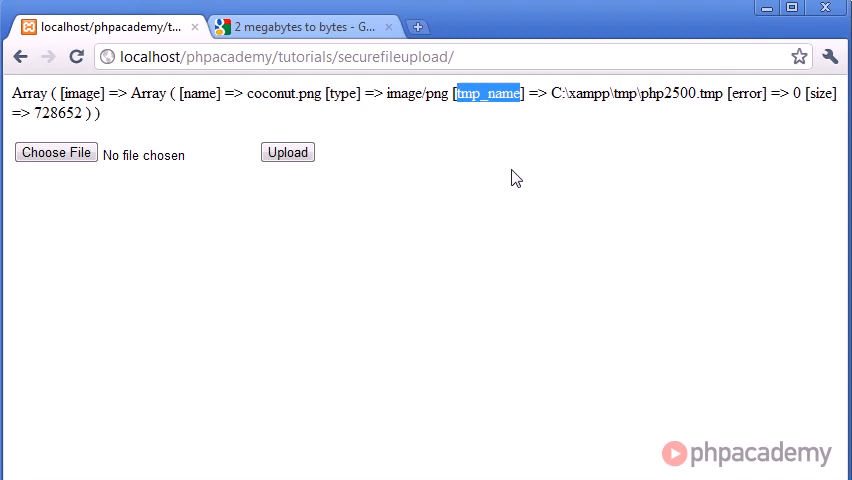 localhost/phpacademy/t...
2 megabytes to bytes - G...
localhost/phpacademy/tutorials/securefileupload/
Array ( [image] => Array ( [name] => coconut.png [type] => image/png [tmp_name] => C:\xampp\tmp\php2500.tmp [error] => 0 [size]
=> 728652 ) )
Choose File No file chosen Upload
phpacademy